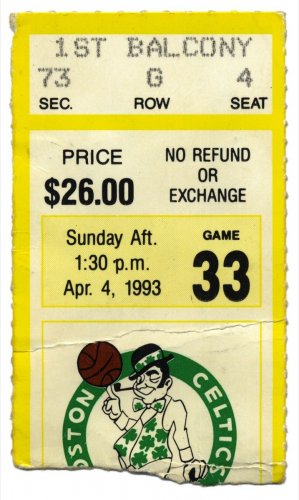 1ST BALCONY
73 G 4
SEC. ROW SEAT
PRICE
$26.00
NO REFUND
OR
EXCHANGE
Sunday Aft.
1:30 p.m.
Apr. 4, 1993
GAME
33
OSTON CELTICS